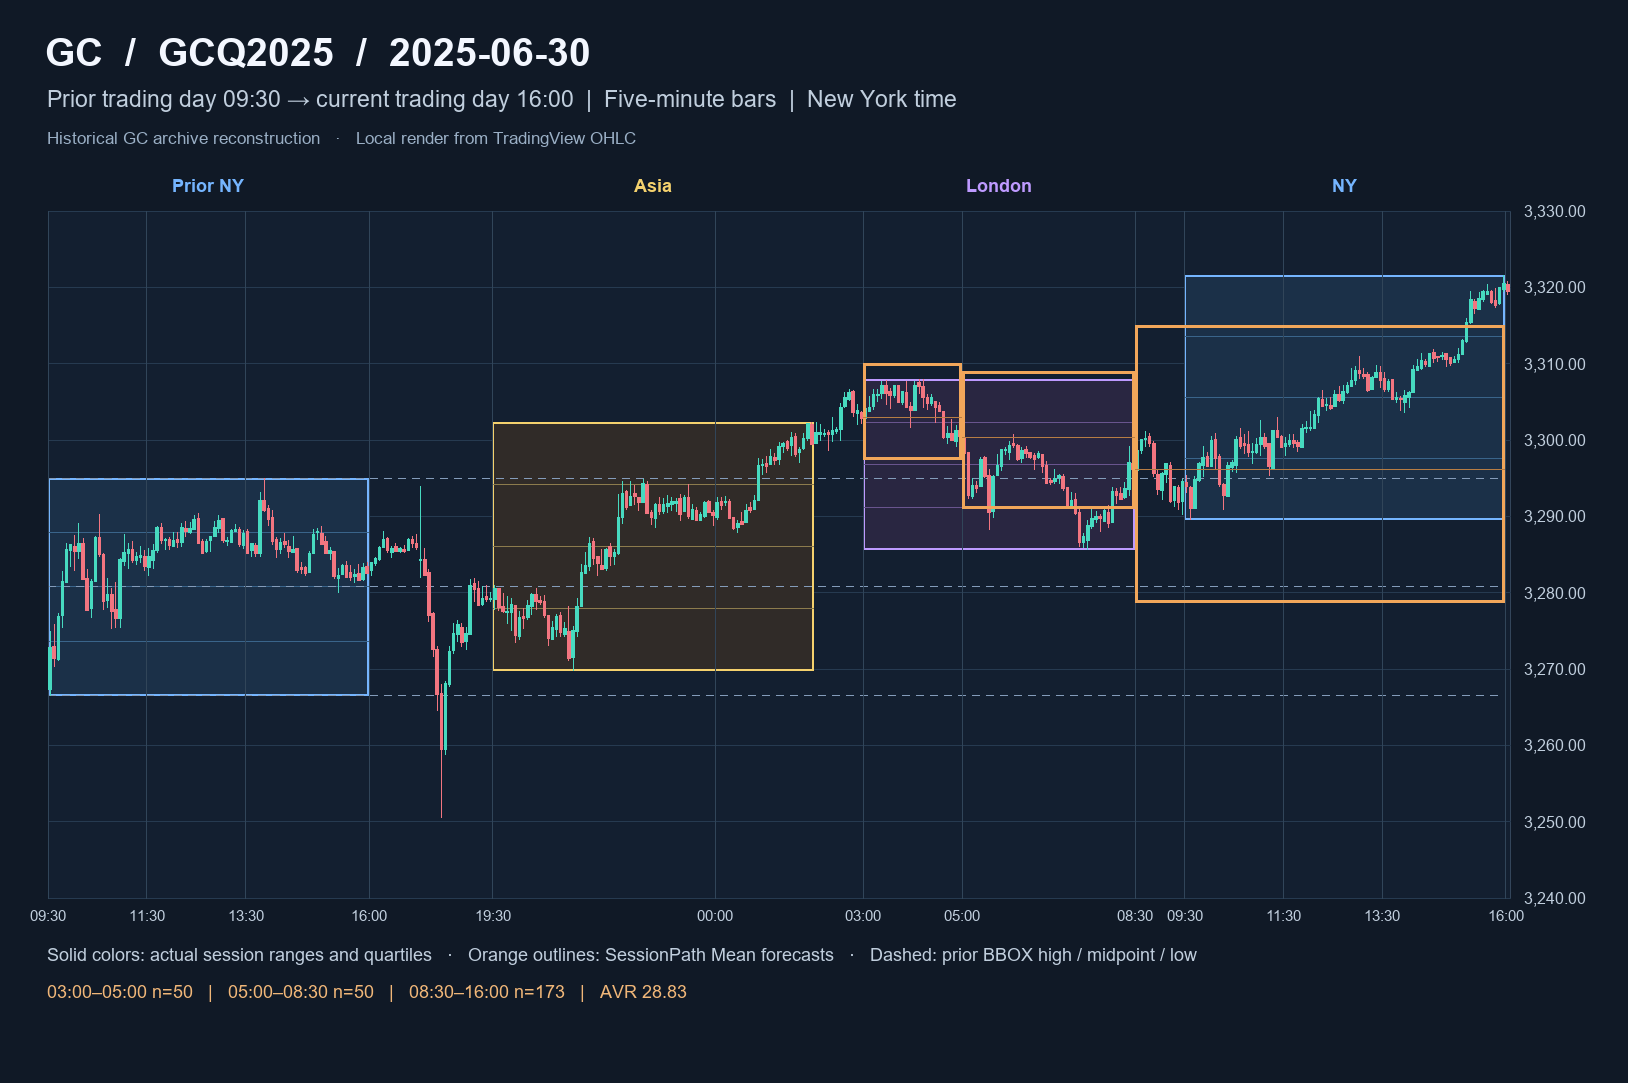 GC / GCQ2025 / 2025-06-30
Prior trading day 09:30 → current trading day 16:00 | Five-minute bars | New York time
Historical GC archive reconstruction · Local render from TradingView OHLC
Prior NY Asia London NY
3,330.00
3,320.00
3,310.00
3,300.00
3,290.00
3,280.00
3,270.00
3,260.00
3,250.00
3,240.00
09:30 11:30 13:30 16:00 19:30 00:00 03:00 05:00 08:30 09:30 11:30 13:30 16:00
Solid colors: actual session ranges and quartiles · Orange outlines: SessionPath Mean forecasts · Dashed: prior BBOX high / midpoint / low
03:00–05:00 n=50 | 05:00–08:30 n=50 | 08:30–16:00 n=173 | AVR 28.83